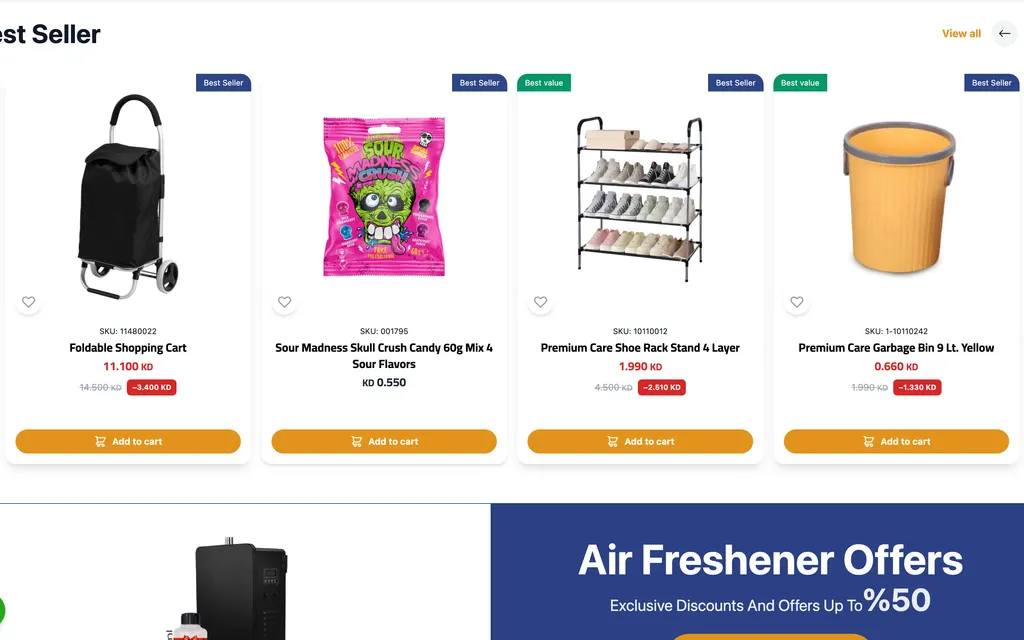 est Seller
View all
Best Seller
SKU: 11480022
Foldable Shopping Cart
11.100 KD
14.500 KD −3.400 KD
Add to cart
Best Seller
100%
SOUR
MADNESS
CRUSH
SKU: 001795
Sour Madness Skull Crush Candy 60g Mix 4
Sour Flavors
KD 0.550
Add to cart
Best value
Best Seller
SKU: 10110012
Premium Care Shoe Rack Stand 4 Layer
1.990 KD
4.500 KD −2.510 KD
Add to cart
Best value
Best Seller
SKU: 1-10110242
Premium Care Garbage Bin 9 Lt. Yellow
0.660 KD
1.990 KD −1.330 KD
Add to cart
Air Freshener Offers
Exclusive Discounts And Offers Up To %50